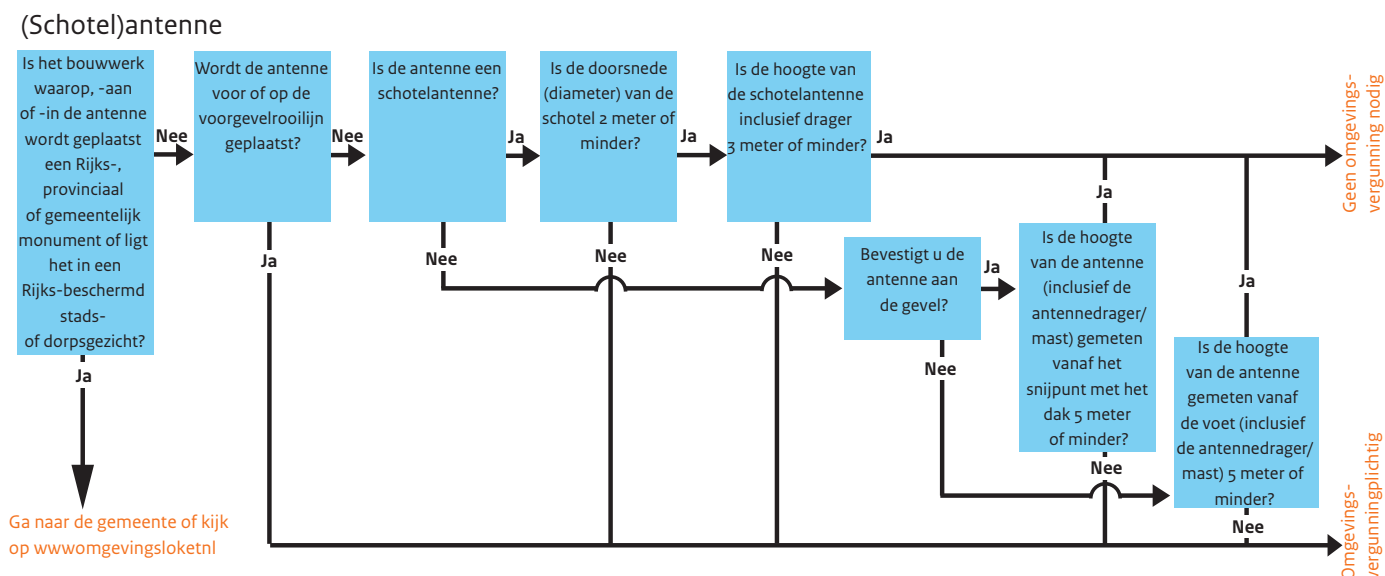 (Schotel)antenne
Is het bouwwerk
waarop, -aan
of -in de antenne
wordt geplaatst
een Rijks-,
provinciaal
of gemeentelijk
monument of ligt
het in een
Rijks-beschermd
stads-
of dorpsgezicht?
Nee
Ja
Ga naar de gemeente of kijk
op wwwomgevingsloketnl
Wordt de antenne
voor of op de
voorgevelrooilijn
geplaatst?
Nee
Ja
Is de antenne een
schotelantenne?
Ja
Nee
Is de doorsnede
(diameter) van de
schotel 2 meter of
minder?
Ja
Nee
Is de hoogte van
de schotelantenne
inclusief drager
3 meter of minder?
Ja
Nee
Bevestigt u de
antenne aan
de gevel?
Ja
Nee
Ja
Is de hoogte
van de antenne
(inclusief de
antennedrager/
mast) gemeten
vanaf het
snijpunt met het
dak 5 meter
of minder?
Nee
Ja
Is de hoogte
van de antenne
gemeten vanaf
de voet (inclusief
de antennedrager/
mast) 5 meter of
minder?
Nee
Geen omgevings-
vergunning nodig
Omgevings-
vergunningplichtig